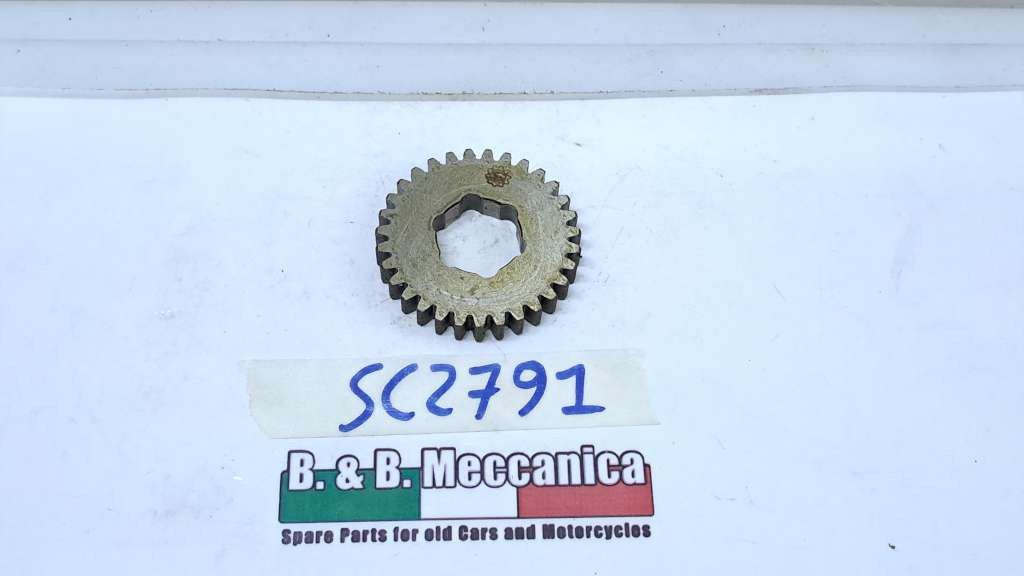 SC2791
B. & B. Meccanica
Spare Parts for old Cars and Motorcycles